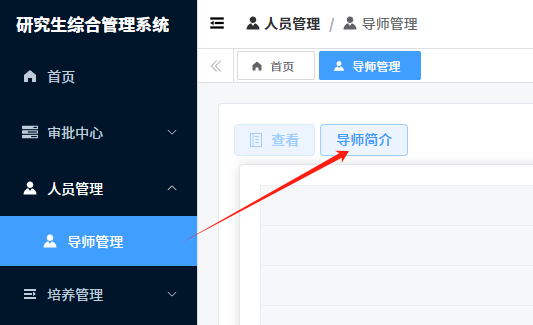 研究生综合管理系统
人员管理 / 导师管理
首页
首页
导师管理
审批中心
查看
导师简介
人员管理
导师管理
培养管理